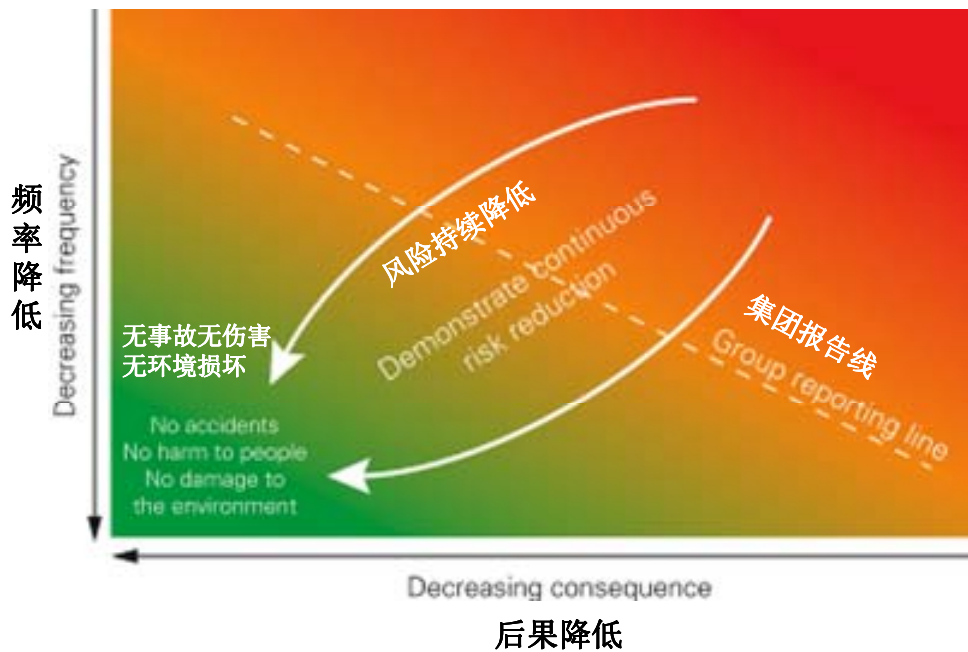 频率降低
Decreasing frequency
风险持续降低
Demonstrate continuous
risk reduction
集团报告线
Group reporting line
无事故无伤害
无环境损坏
No accidents
No harm to people
No damage to
the environment
Decreasing consequence
后果降低